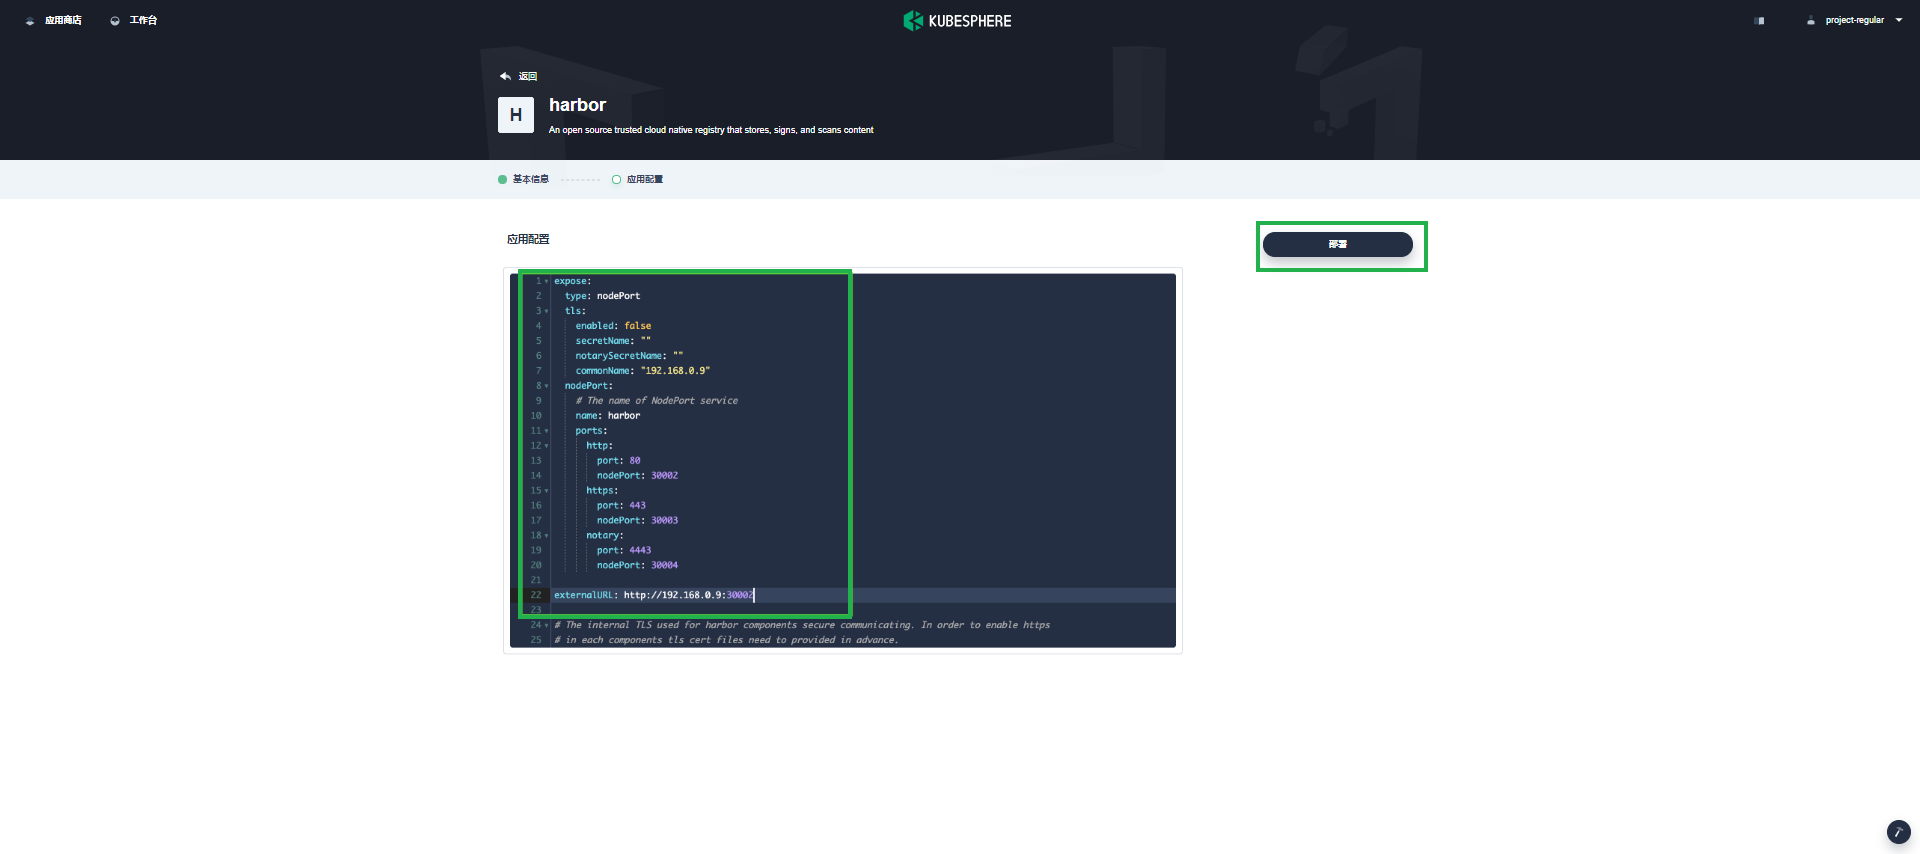 应用商店
工作台
KUBESPHERE
project-regular
返回
H
harbor
An open source trusted cloud native registry that stores, signs, and scans content
基本信息
应用配置
应用配置
部署
1 expose:
2 type: nodePort
3 tls:
4 enabled: false
5 secretName: ""
6 notarySecretName: ""
7 commonName: "192.168.0.9"
8 nodePort:
9 # The name of NodePort service
10 name: harbor
11 ports:
12 http:
13 port: 80
14 nodePort: 30002
15 https:
16 port: 443
17 nodePort: 30003
18 notary:
19 port: 4443
20 nodePort: 30004
21
22 externalURL: http://192.168.0.9:30002
23
24 # The internal TLS used for harbor components secure communicating. In order to enable https
25 # in each components tls cert files need to provided in advance.